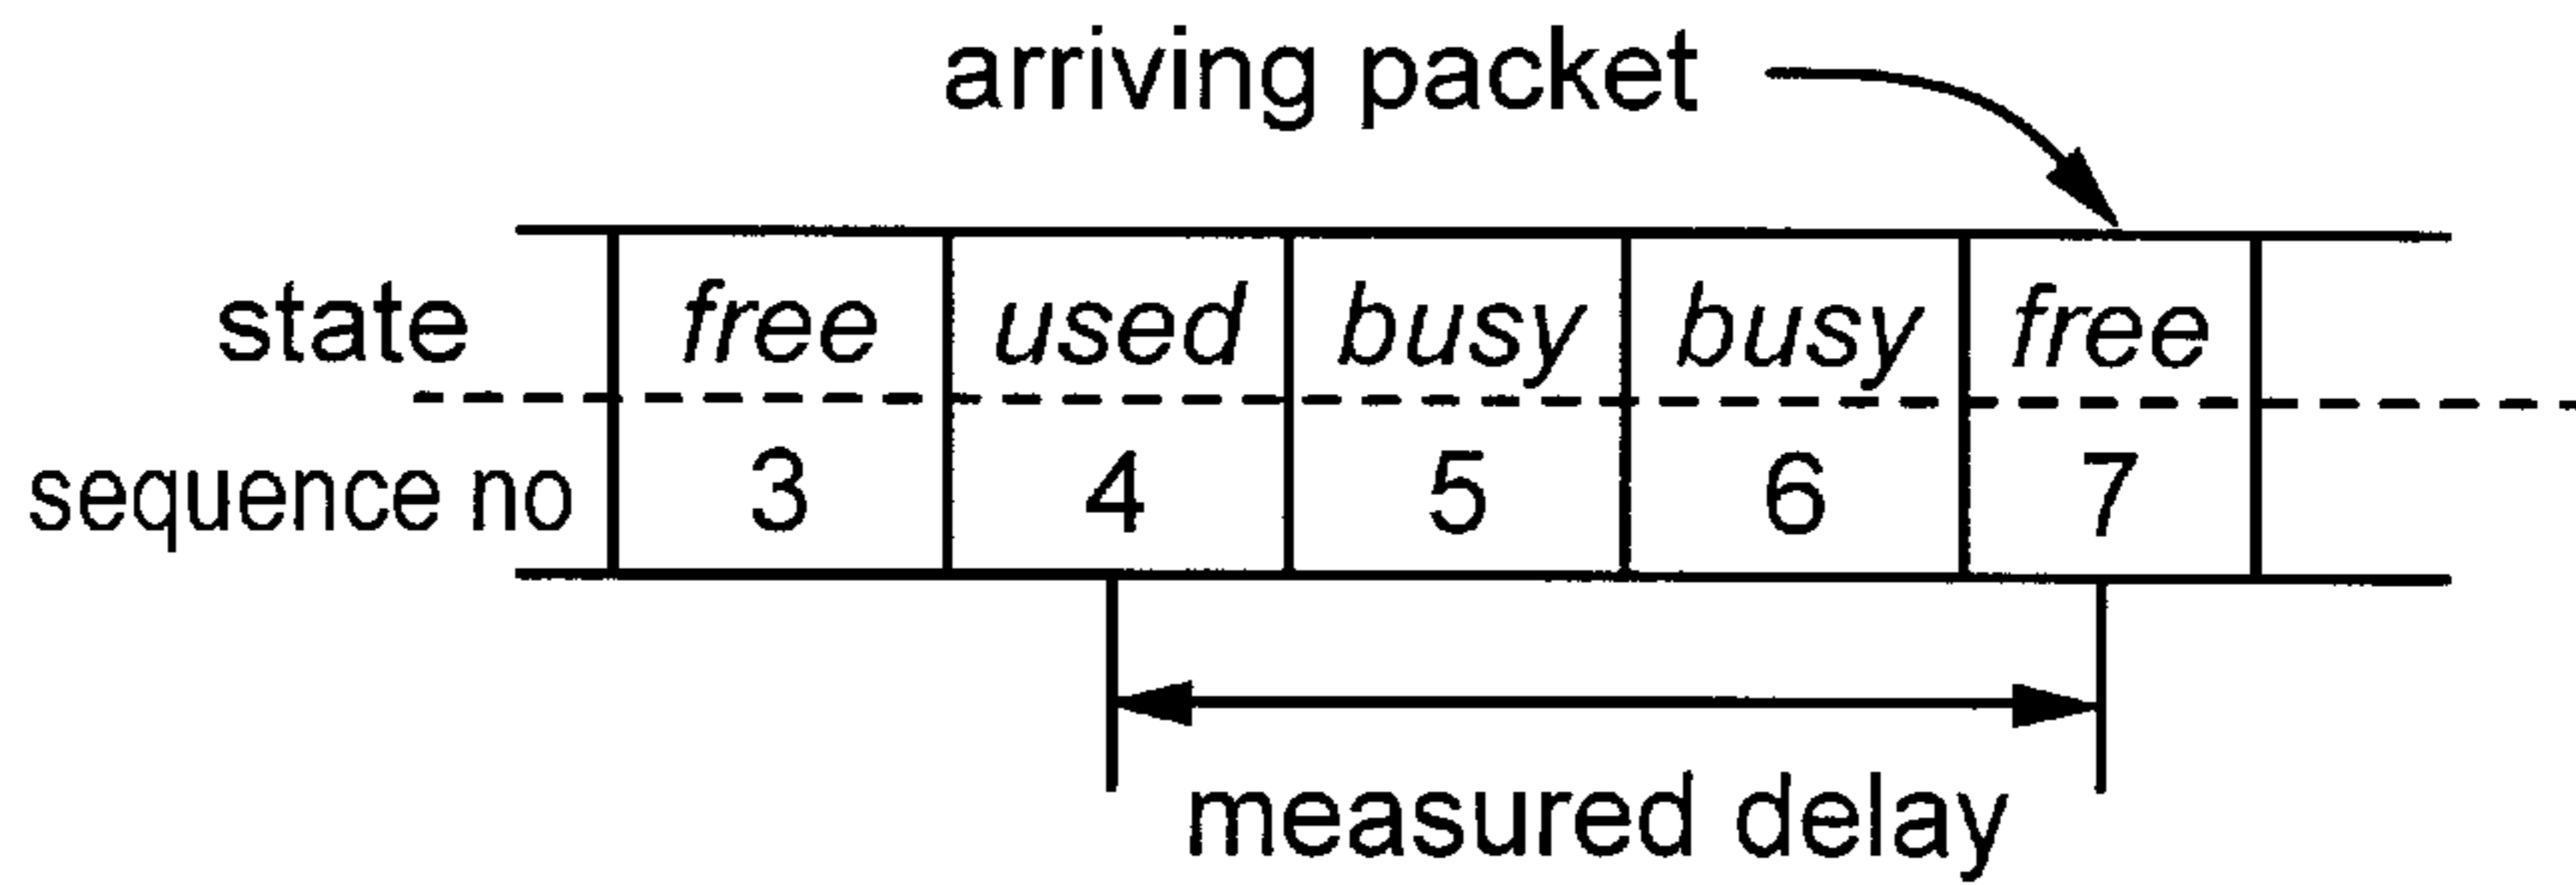 arriving packet
state free used busy busy free
sequence no 3 4 5 6 7
measured delay